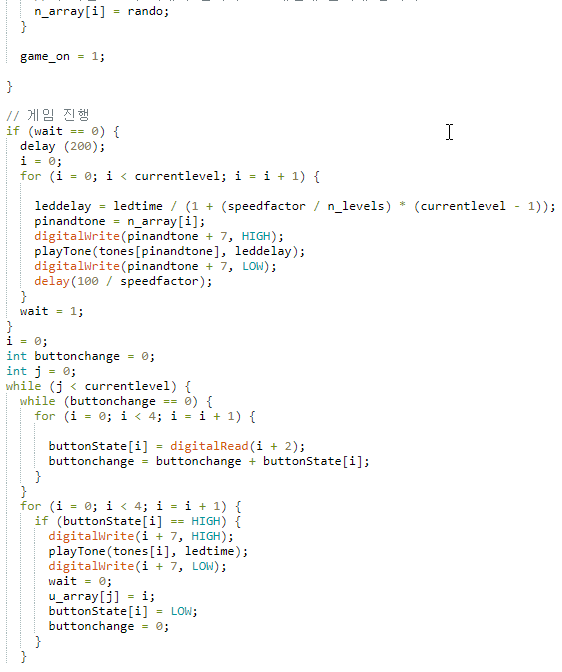 n_array[i] = rando;
}
game_on = 1;
}
// 게임 진행
if (wait == 0) {
delay (200);
i = 0;
for (i = 0; i < currentlevel; i = i + 1) {
leddelay = ledtime / (1 + (speedfactor / n_levels) * (currentlevel - 1));
pinandtone = n_array[i];
digitalWrite(pinandtone + 7, HIGH);
playTone(tones[pinandtone], leddelay);
digitalWrite(pinandtone + 7, LOW);
delay(100 / speedfactor);
}
wait = 1;
}
i = 0;
int buttonchange = 0;
int j = 0;
while (j < currentlevel) {
while (buttonchange == 0) {
for (i = 0; i < 4; i = i + 1) {
buttonState[i] = digitalRead(i + 2);
buttonchange = buttonchange + buttonState[i];
}
}
for (i = 0; i < 4; i = i + 1) {
if (buttonState[i] == HIGH) {
digitalWrite(i + 7, HIGH);
playTone(tones[i], ledtime);
digitalWrite(i + 7, LOW);
wait = 0;
u_array[j] = i;
buttonState[i] = LOW;
buttonchange = 0;
}
}